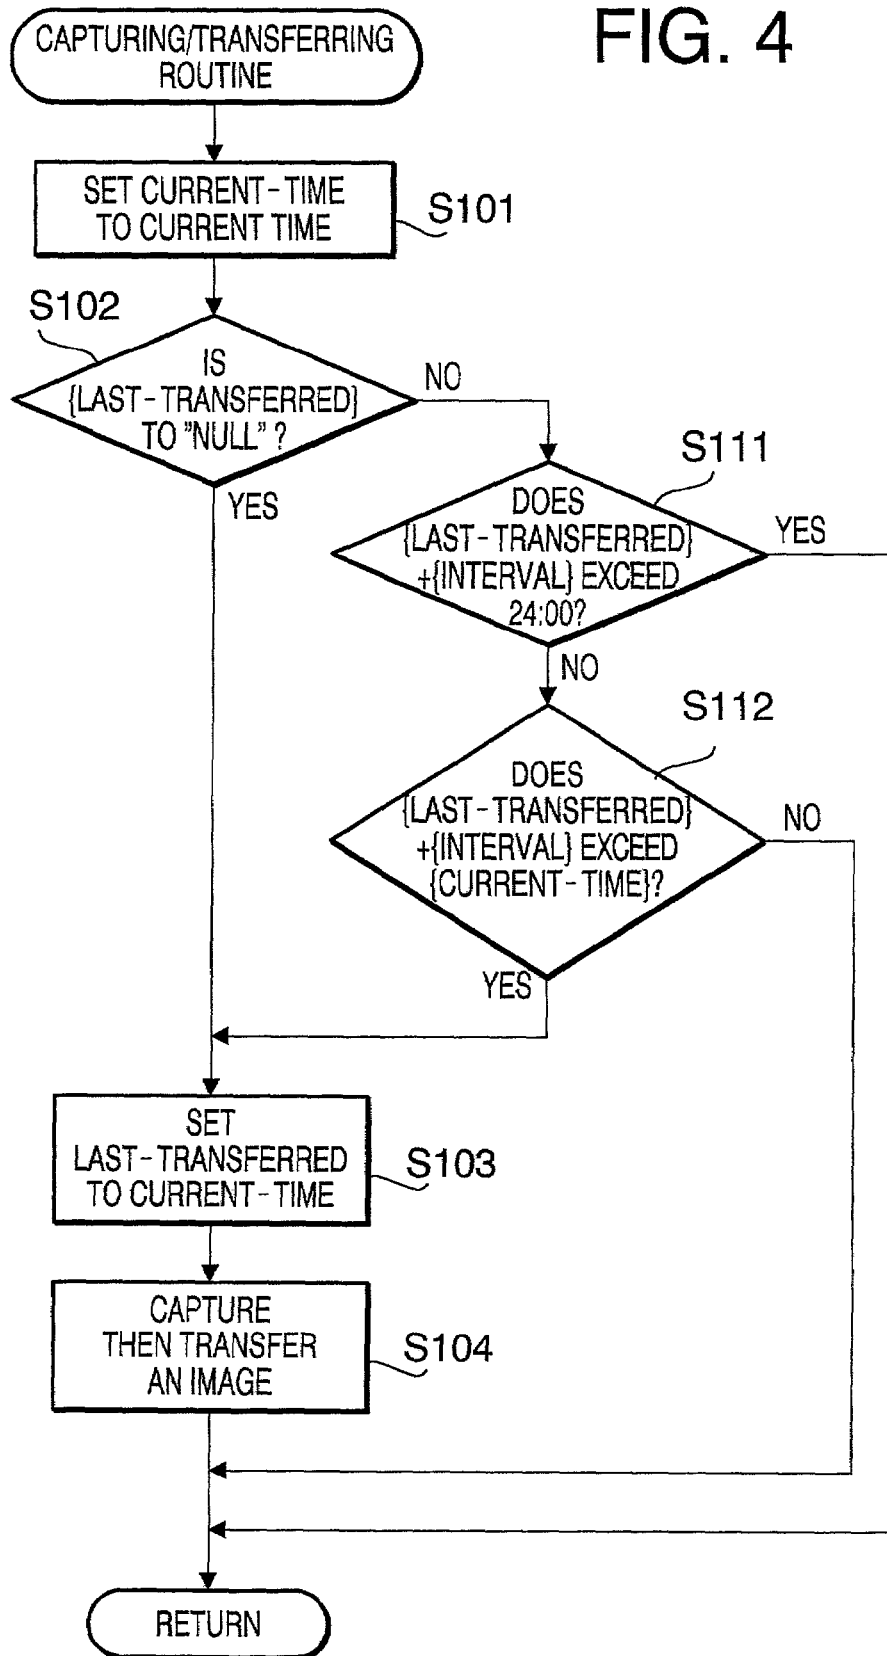 FIG. 4
CAPTURING/TRANSFERRING
ROUTINE
SET CURRENT-TIME
TO CURRENT TIME
S101
S102
IS
{LAST-TRANSFERRED}
TO "NULL" ?
NO
YES
S111
DOES
{LAST-TRANSFERRED}
+{INTERVAL} EXCEED
24:00?
YES
NO
S112
DOES
{LAST-TRANSFERRED}
+{INTERVAL} EXCEED
{CURRENT-TIME}?
NO
YES
SET
LAST-TRANSFERRED
TO CURRENT-TIME
S103
CAPTURE
THEN TRANSFER
AN IMAGE
S104
RETURN